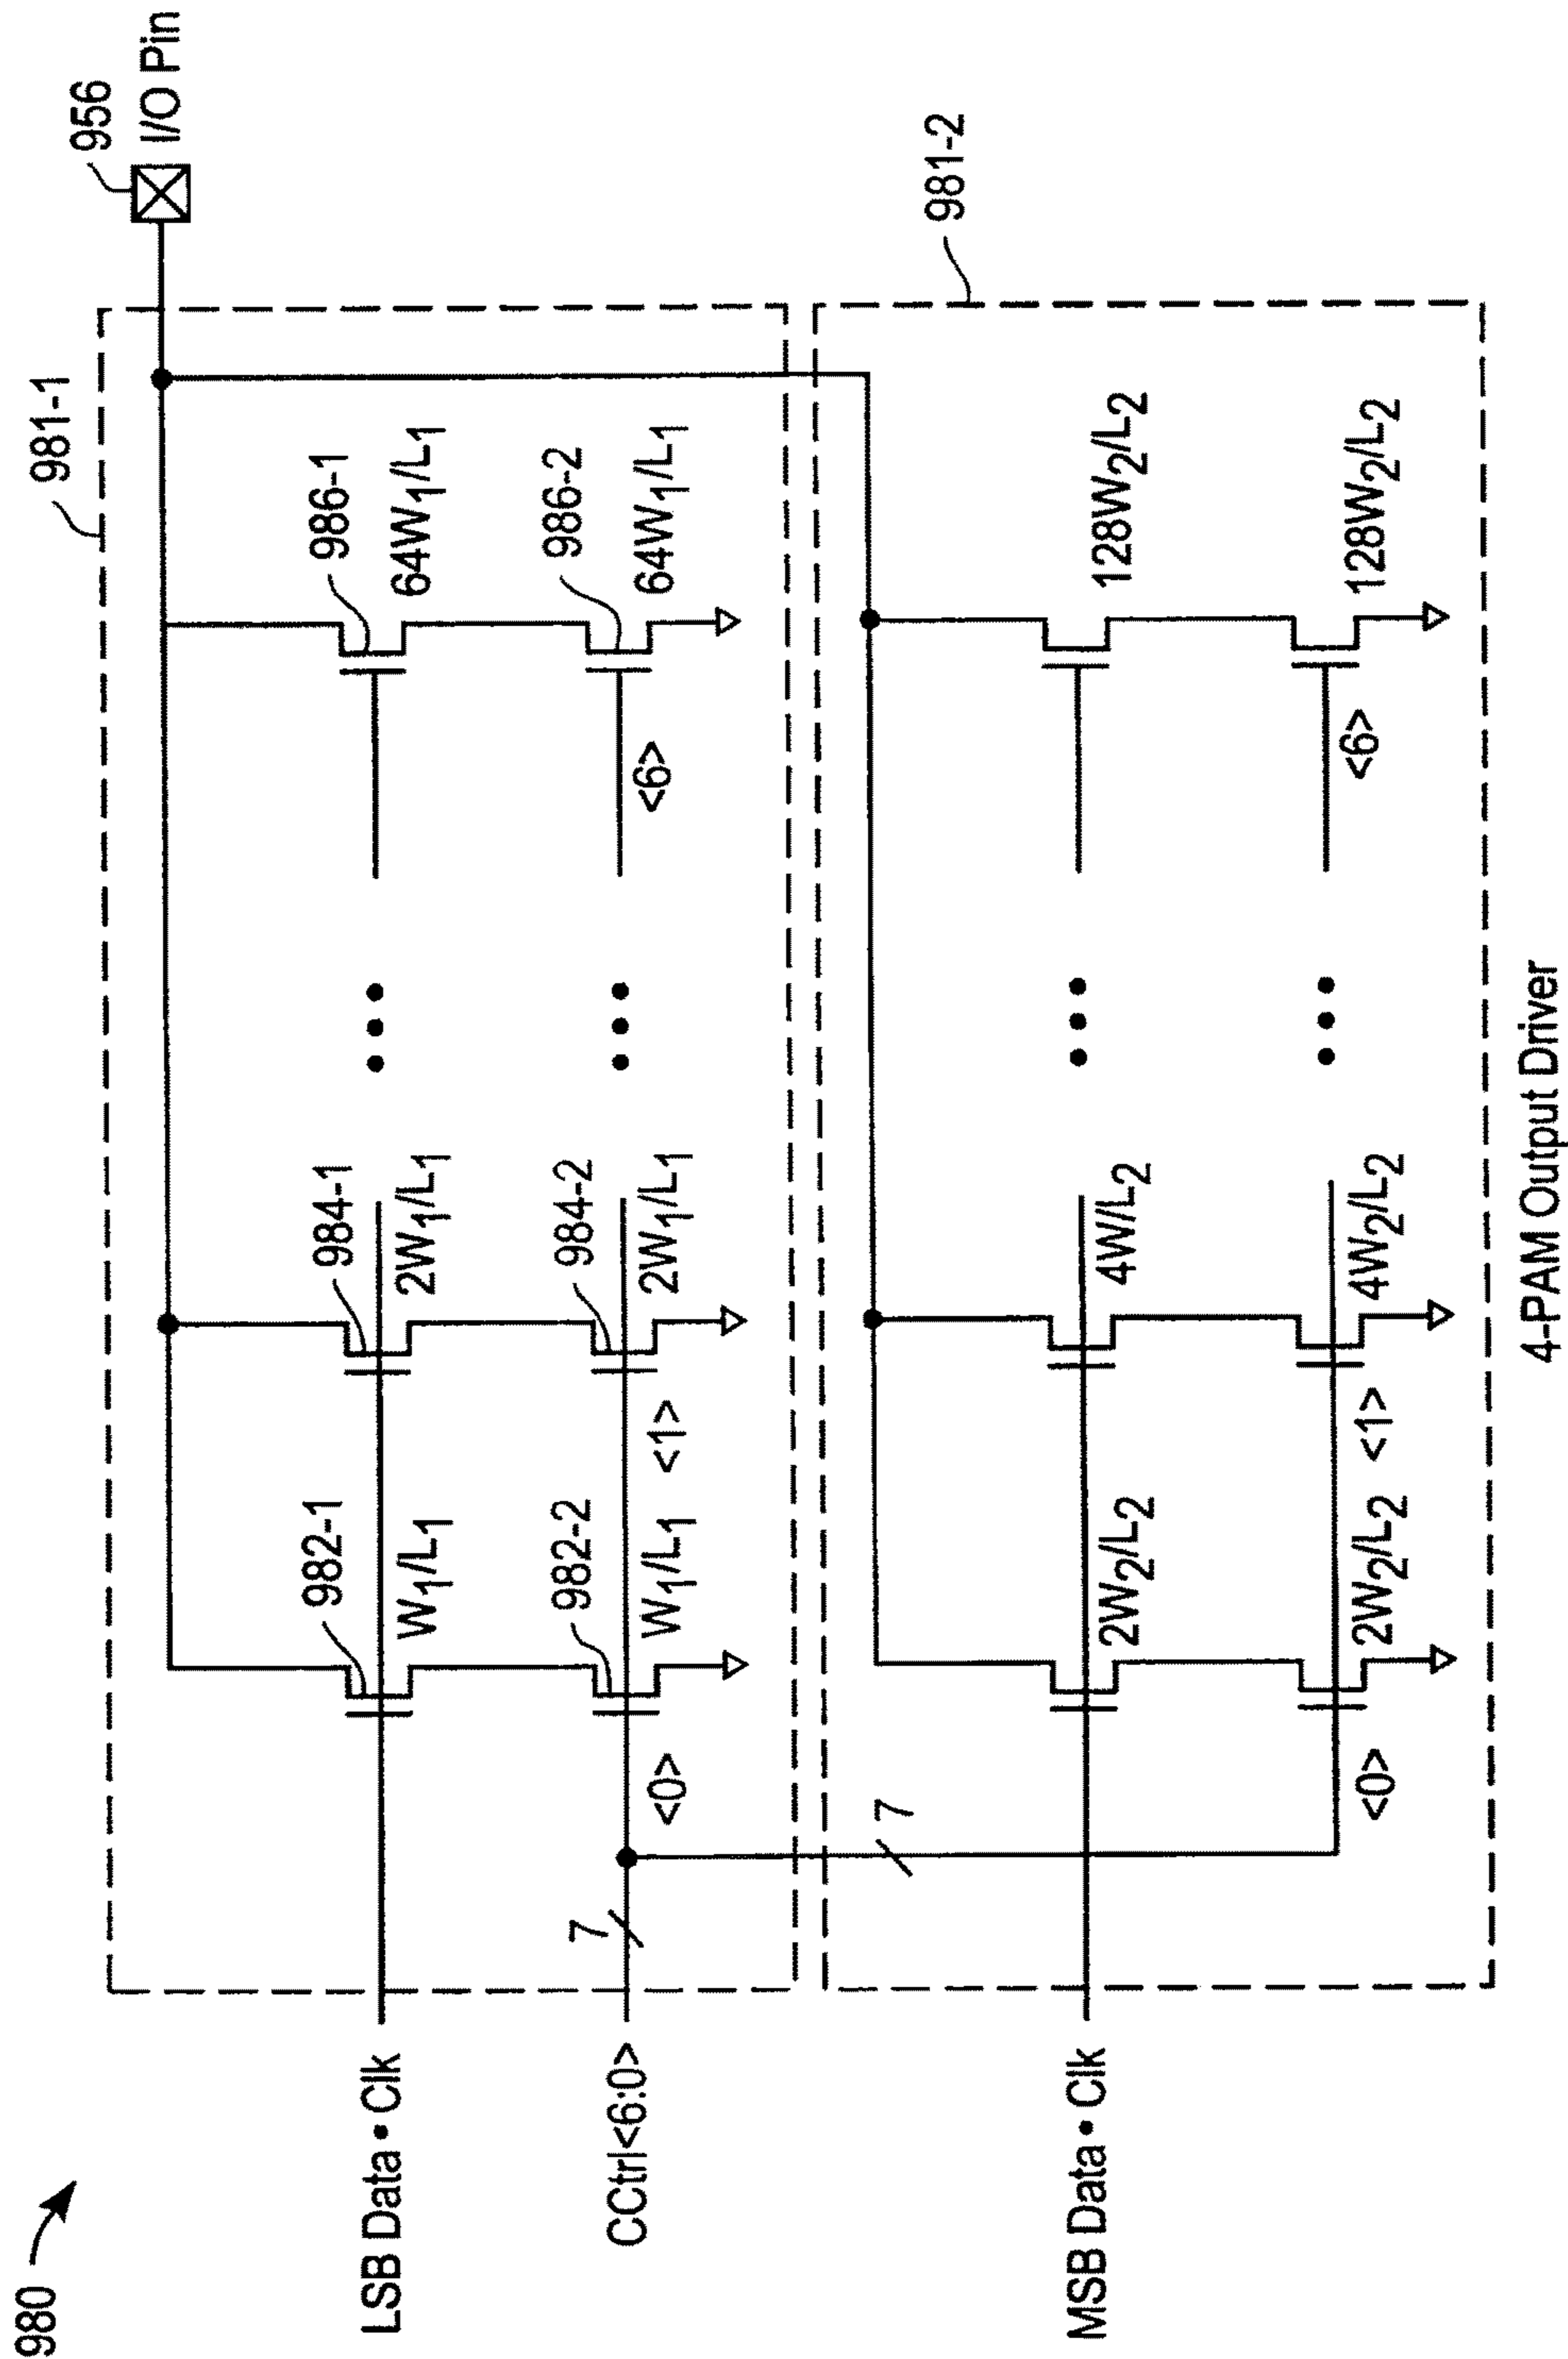 980
981-1
956
I/O Pin
LSB Data • Clk
982-1
W1/L1
984-1
2W1/L1
986-1
64W1/L1
CCtrl<6:0>
7
<0>
982-2
W1/L1
<1>
984-2
2W1/L1
<6>
986-2
64W1/L1
7
981-2
MSB Data • Clk
2W2/L2
4W/L2
128W2/L2
<0>
2W2/L2
<1>
4W2/L2
<6>
128W2/L2
4-PAM Output Driver